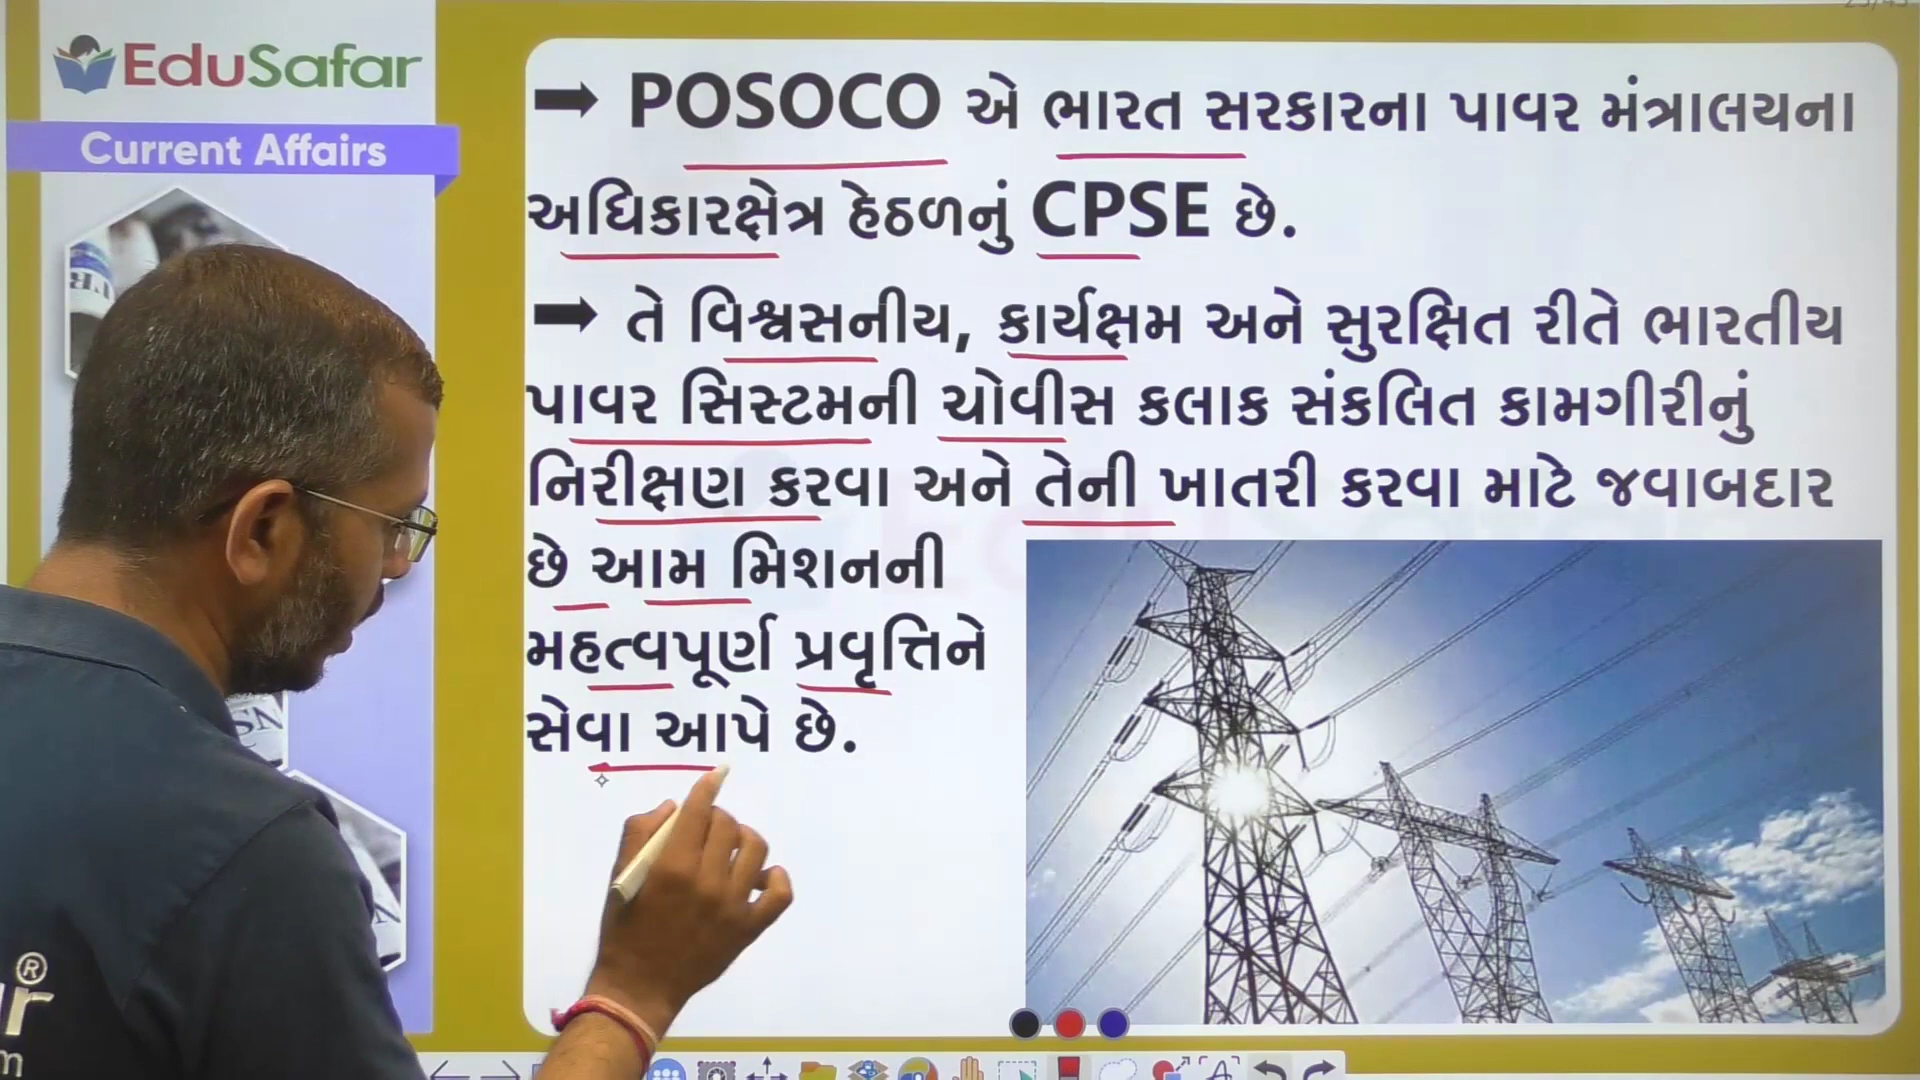 EduSafar
Current Affairs
➡ POSOCO એ ભારત સરકારના પાવર મંત્રાલયના
અધિકારક્ષેત્ર હેઠળનું CPSE છે.
➡ તે વિશ્વસનીય, કાર્યક્ષમ અને સુરક્ષિત રીતે ભારતીય
પાવર સિસ્ટમની ચોવીસ કલાક સંકલિત કામગીરીનું
નિરીક્ષણ કરવા અને તેની ખાતરી કરવા માટે જવાબદાર
છે આમ મિશનની
મહત્વપૂર્ણ પ્રવૃત્તિને
સેવા આપે છે.